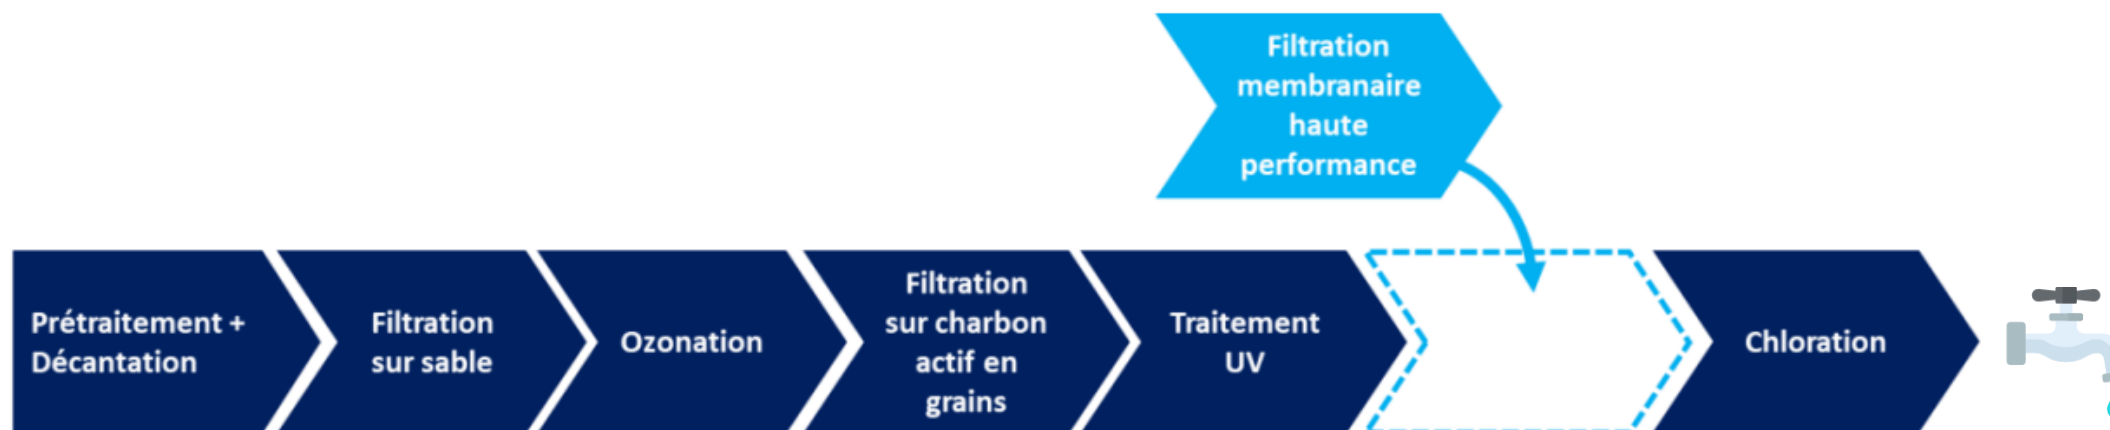 Filtration
membranaire
haute
performance
Prétraitement +
Décantation
Filtration
sur sable
Ozonation
Filtration
sur charbon
actif en
grains
Traitement
UV
Chloration